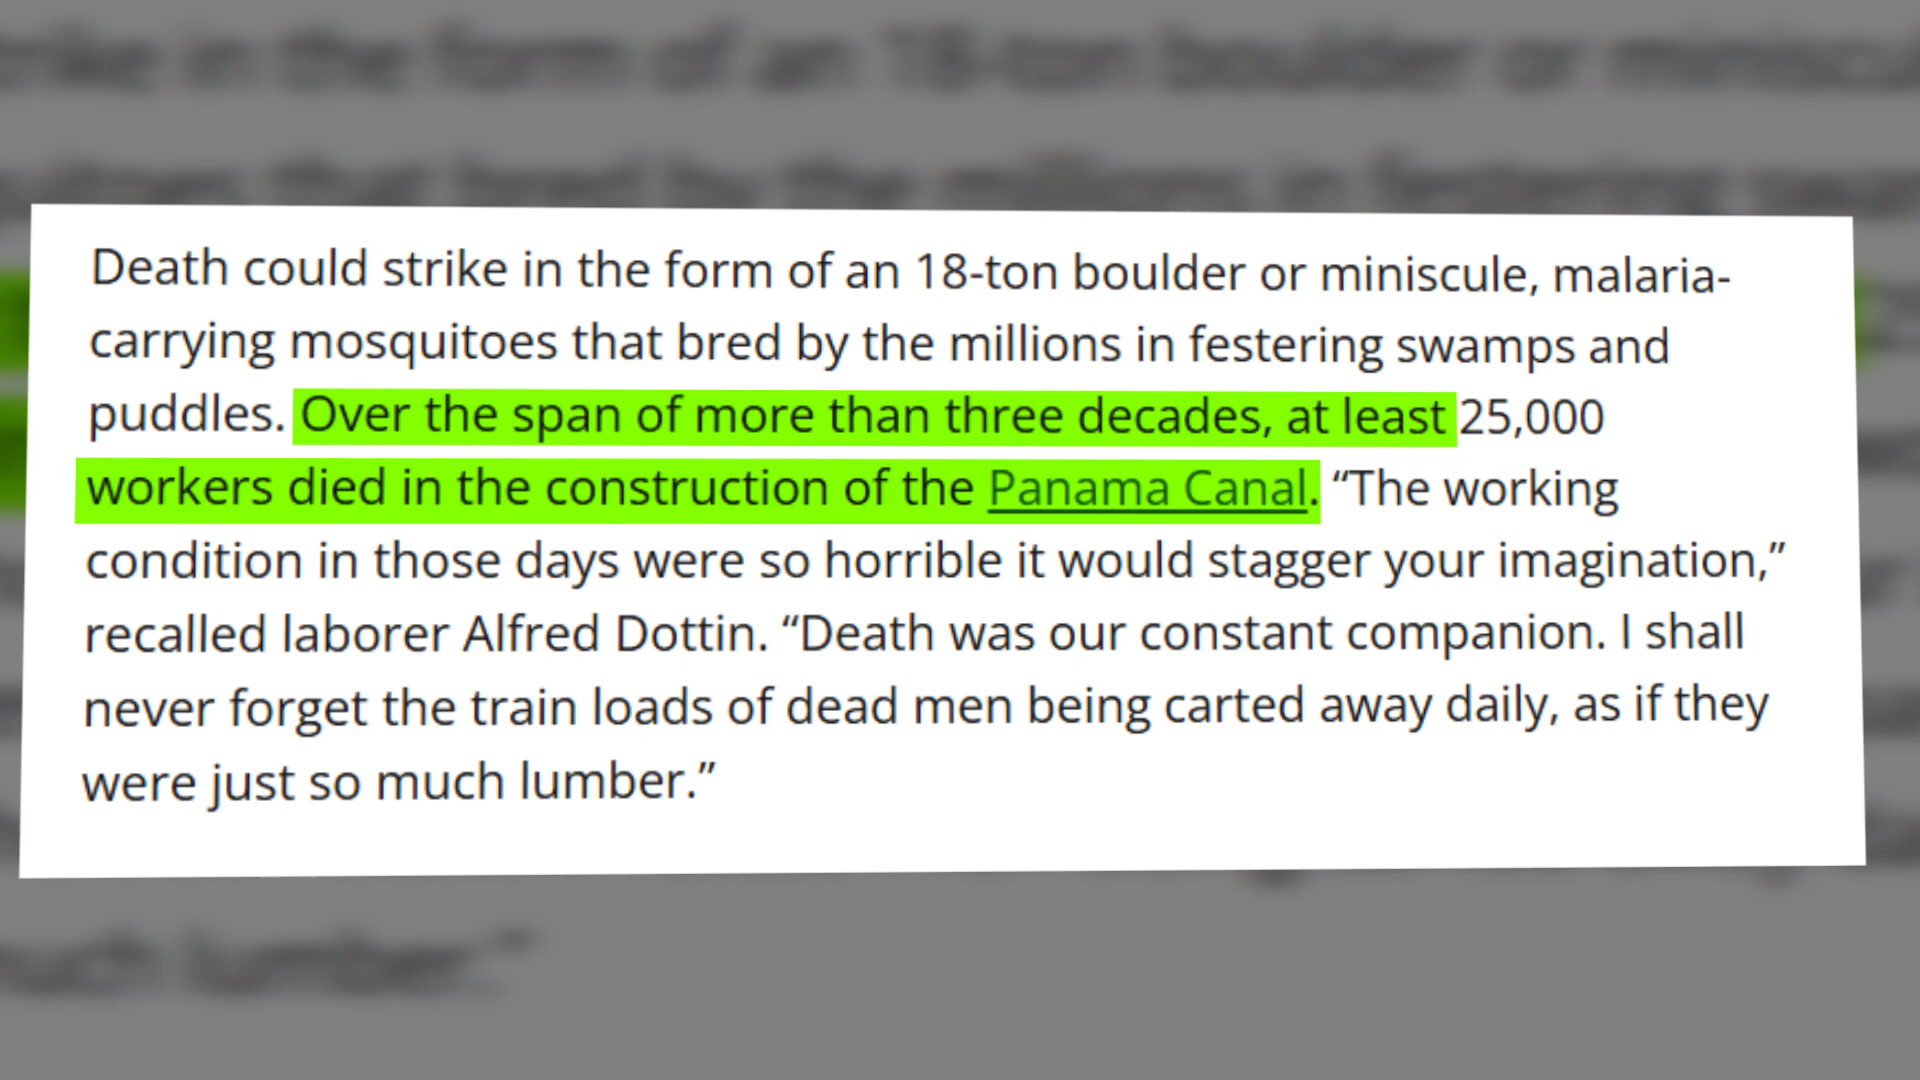 Death could strike in the form of an 18-ton boulder or miniscule, malaria-
carrying mosquitoes that bred by the millions in festering swamps and
puddles. Over the span of more than three decades, at least 25,000
workers died in the construction of the Panama Canal. “The working
condition in those days were so horrible it would stagger your imagination,”
recalled laborer Alfred Dottin. “Death was our constant companion. I shall
never forget the train loads of dead men being carted away daily, as if they
were just so much lumber.”